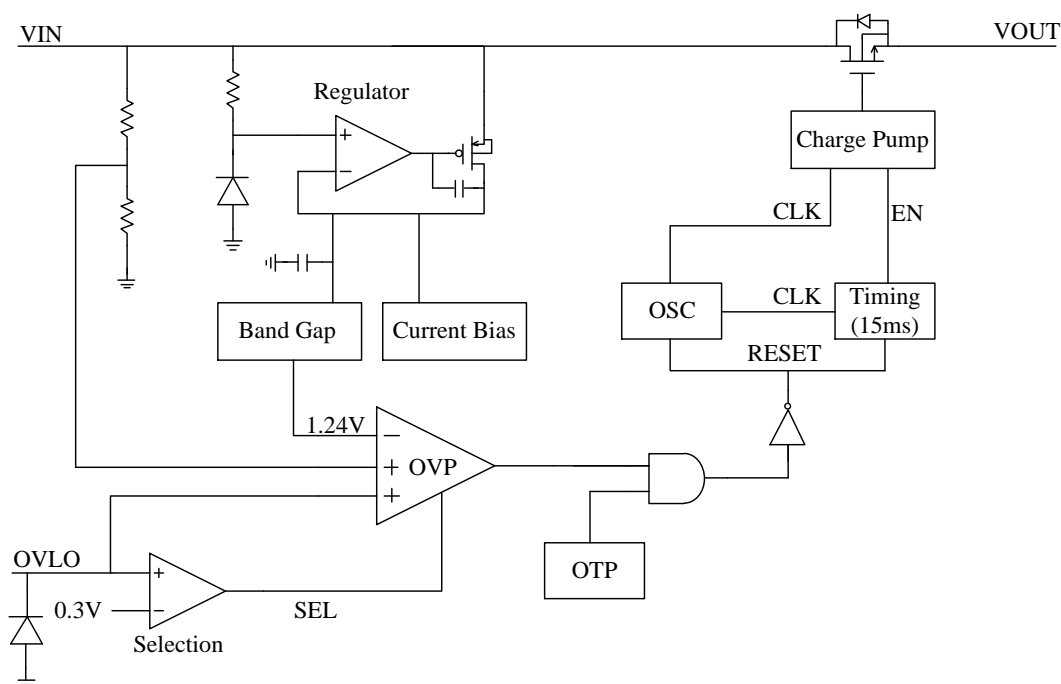 VIN
VOUT
Regulator
+
−
Charge Pump
CLK
EN
OSC
CLK
Timing
(15ms)
Band Gap
Current Bias
RESET
1.24V
−
+
+
OVP
OVLO
+
0.3V
−
SEL
Selection
OTP